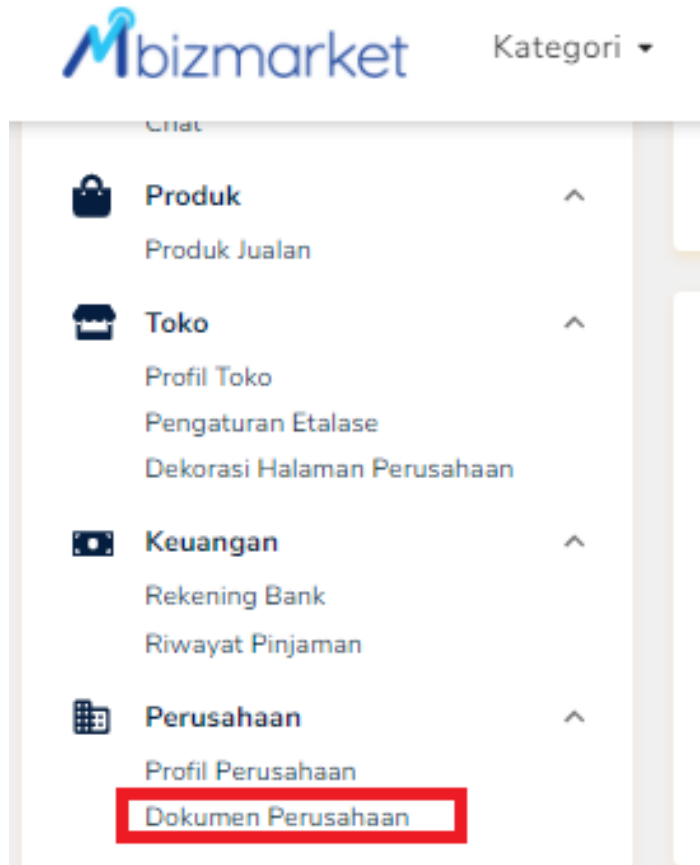 Mbizmarket
Kategori
Chat
Produk
Produk Jualan
Toko
Profil Toko
Pengaturan Etalase
Dekorasi Halaman Perusahaan
Keuangan
Rekening Bank
Riwayat Pinjaman
Perusahaan
Profil Perusahaan
Dokumen Perusahaan